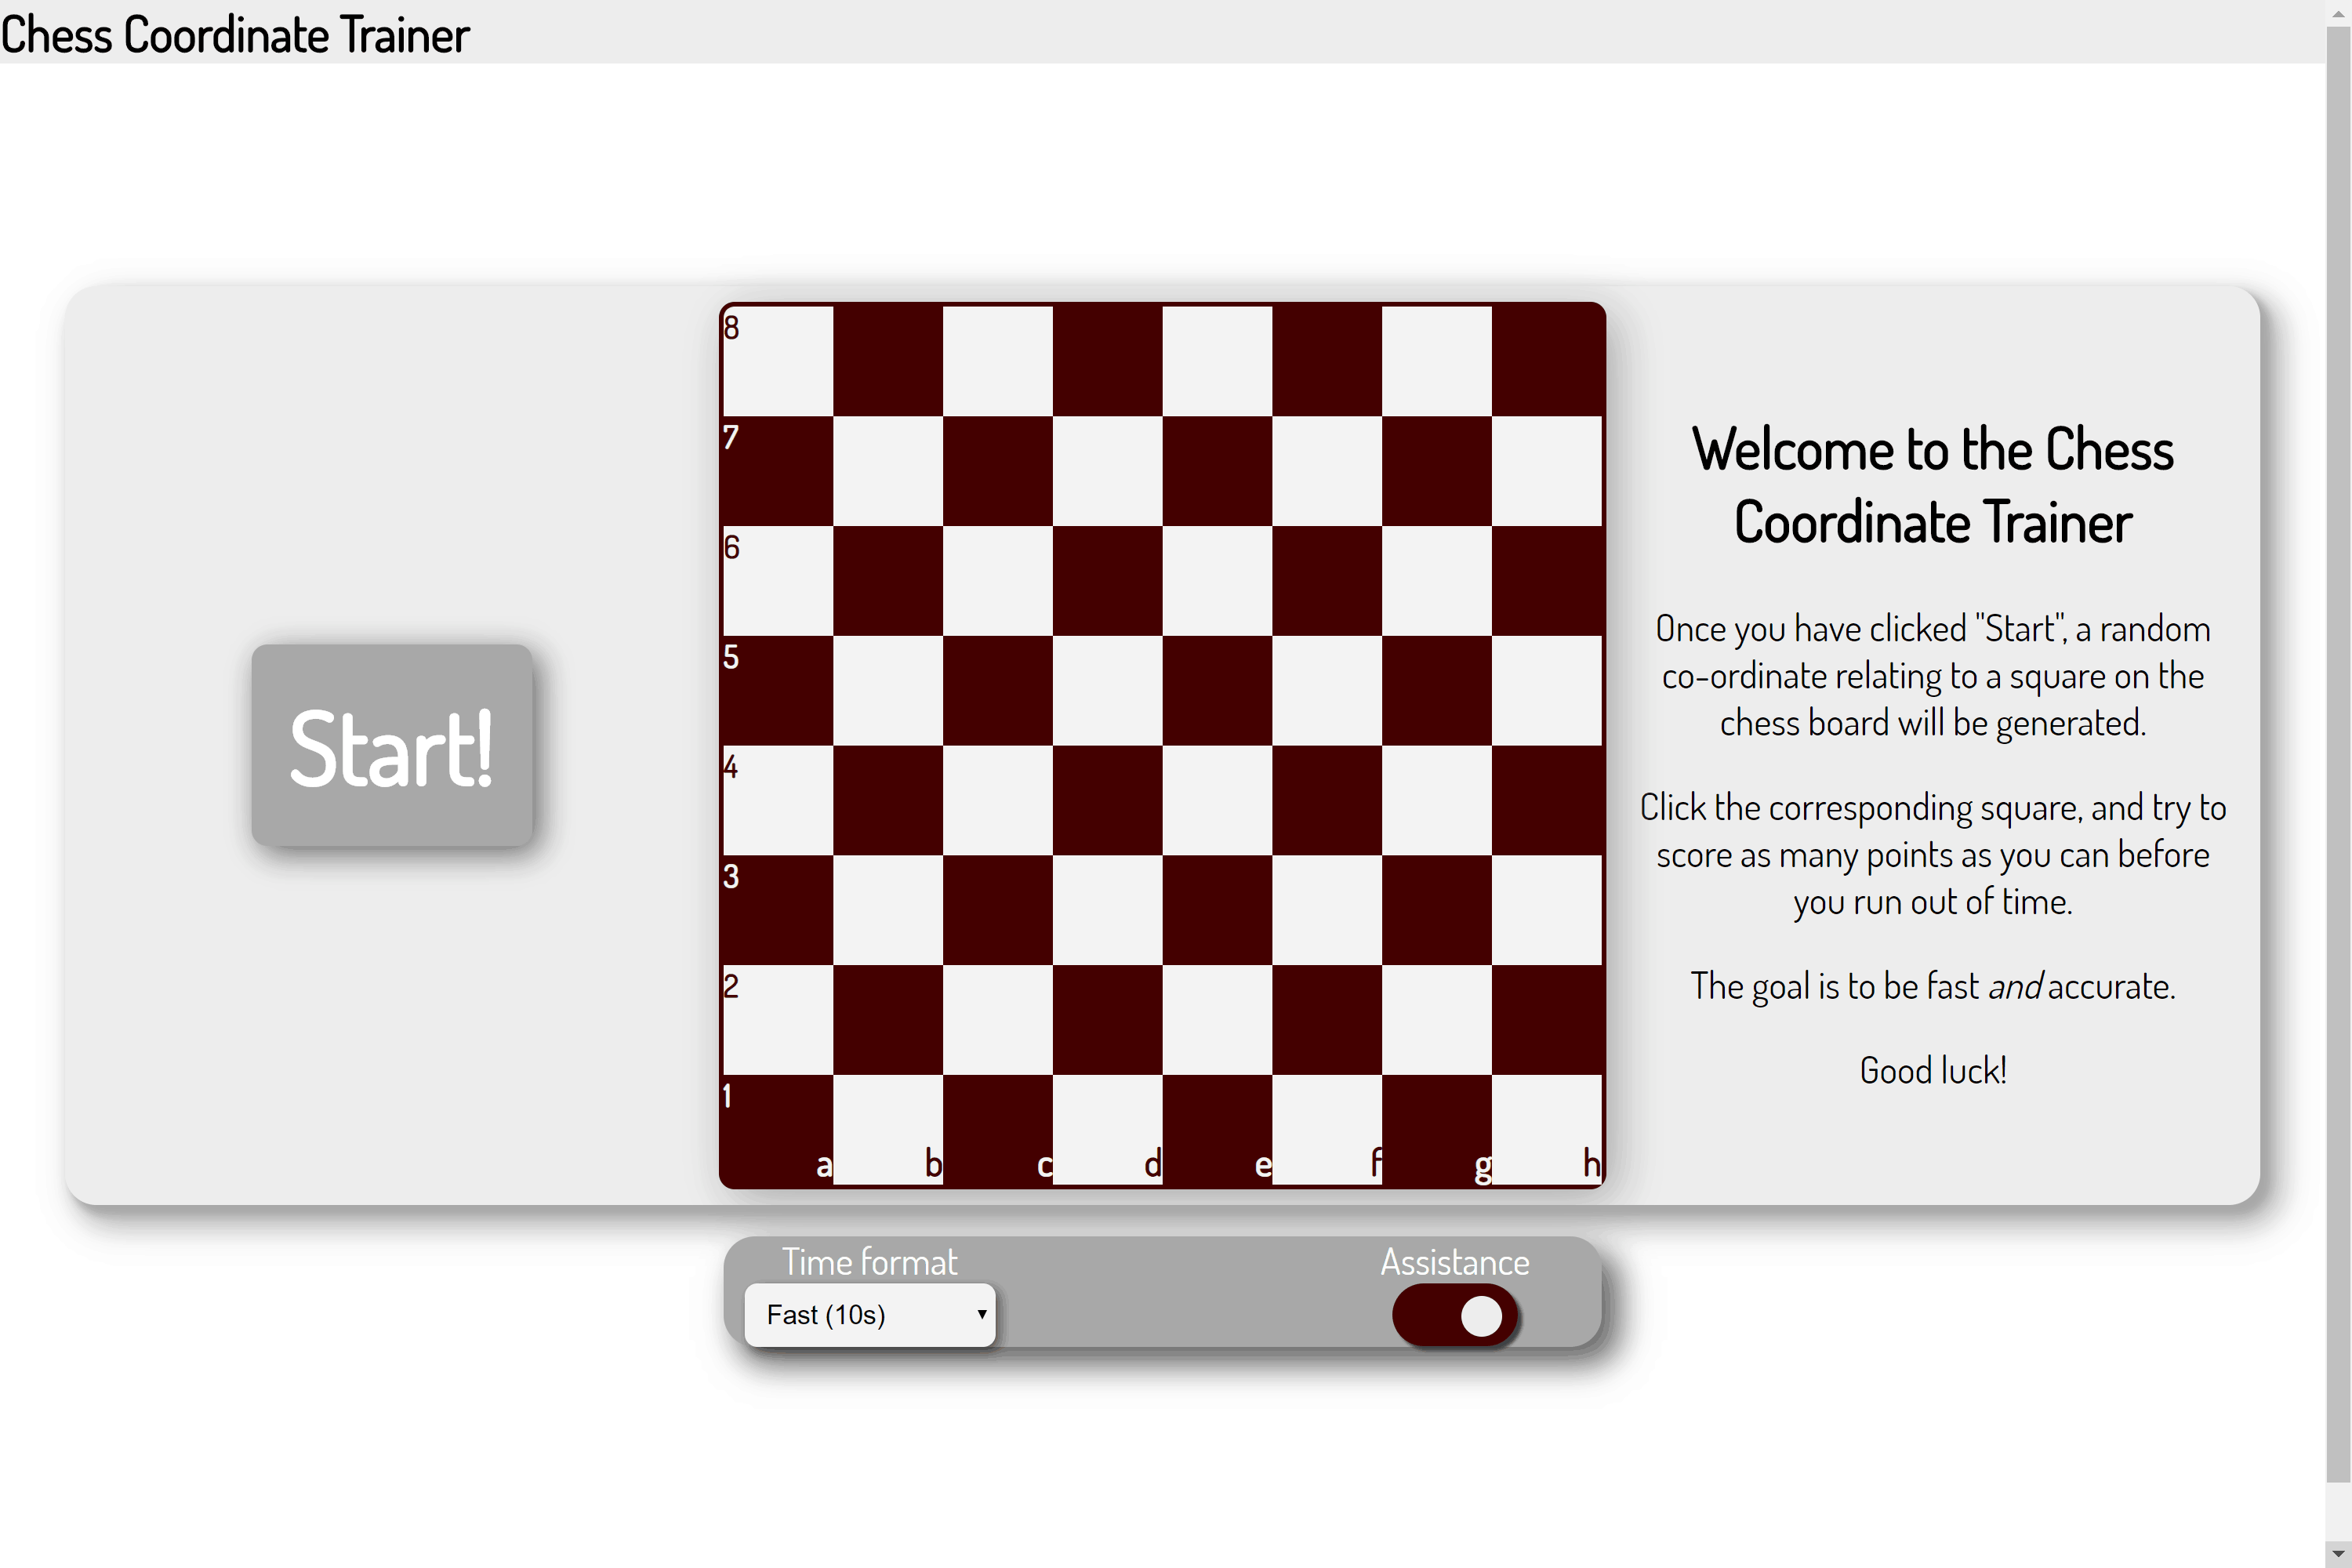 Chess Coordinate Trainer
Start!
8
7
6
5
4
3
2
1
a b c d e f g h
Welcome to the Chess
Coordinate Trainer
Once you have clicked "Start", a random
co-ordinate relating to a square on the
chess board will be generated.
Click the corresponding square, and try to
score as many points as you can before
you run out of time.
The goal is to be fast and accurate.
Good luck!
Time format
Fast (10s)
Assistance